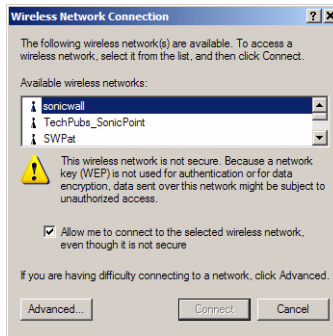 Wireless Network Connection
The following wireless network(s) are available. To access a
wireless network, select it from the list, and then click Connect.
Available wireless networks:
sonicwall
TechPubs_SonicPoint
SWPat
This wireless network is not secure. Because a network
key (WEP) is not used for authentication or for data
encryption, data sent over this network might be subject to
unauthorized access.
Allow me to connect to the selected wireless network,
even though it is not secure
If you are having difficulty connecting to a network, click Advanced.
Advanced... Connect Cancel